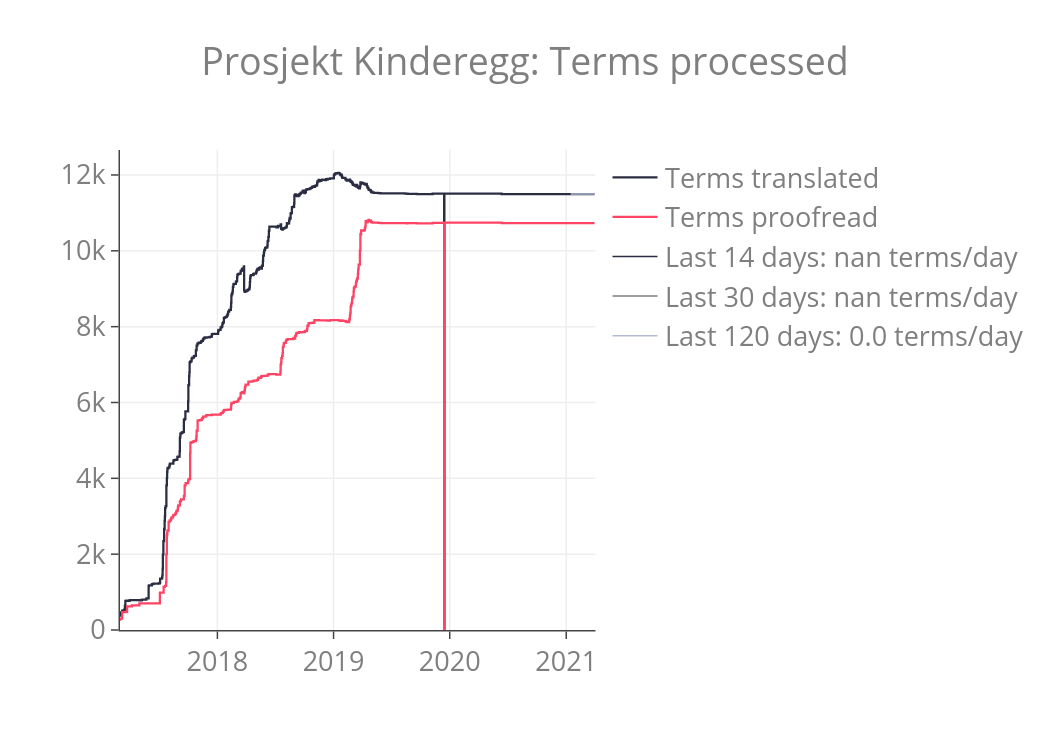 Prosjekt Kinderegg: Terms processed
12k
10k
8k
6k
4k
2k
0
2018 2019 2020 2021
Terms translated
Terms proofread
Last 14 days: nan terms/day
Last 30 days: nan terms/day
Last 120 days: 0.0 terms/day